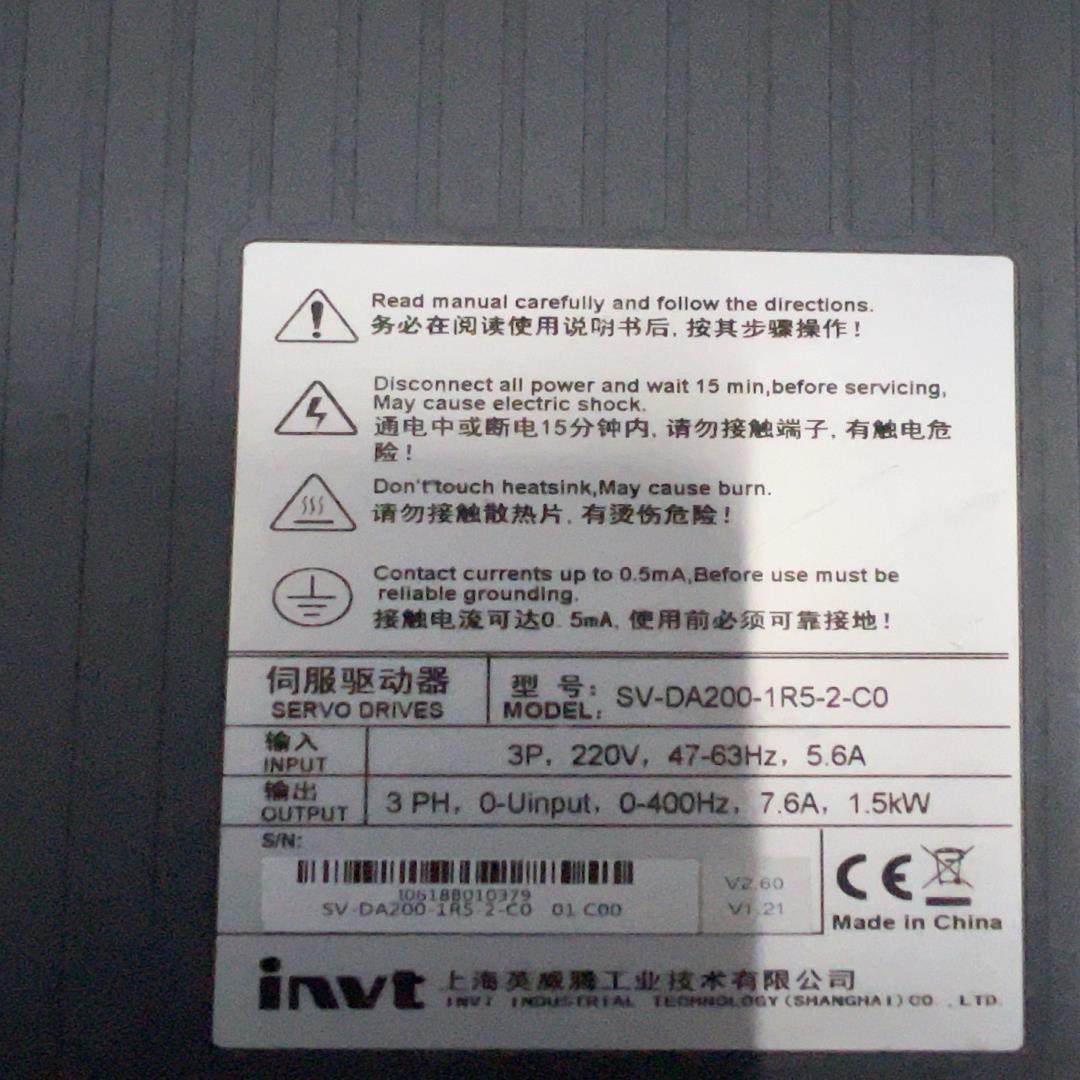 Read manual carefully and follow the directions.
务必在阅读使用说明书后, 按其步骤操作!
Disconnect all power and wait 15 min,before servicing,
May cause electric shock.
通电中或断电15分钟内, 请勿接触端子, 有触电危
险!
Don't touch heatsink,May cause burn.
请勿接触散热片, 有烫伤危险!
Contact currents up to 0.5mA,Before use must be
reliable grounding.
接触电流可达0.5mA, 使用前必须可靠接地!
伺服驱动器
SERVO DRIVES
型 号:
MODEL: SV-DA200-1R5-2-C0
输入
INPUT
3P, 220V, 47-63Hz, 5.6A
输出
OUTPUT
3 PH, 0-Uinput, 0-400Hz, 7.6A, 1.5kW
S/N:
I0618B010379
SV-DA200-1R5-2-C0 01 C00
V2.60
V1.21
CE
Made in China
invt
上海英威腾工业技术有限公司
INVT INDUSTRIAL TECHNOLOGY (SHANGHAI) CO., LTD.